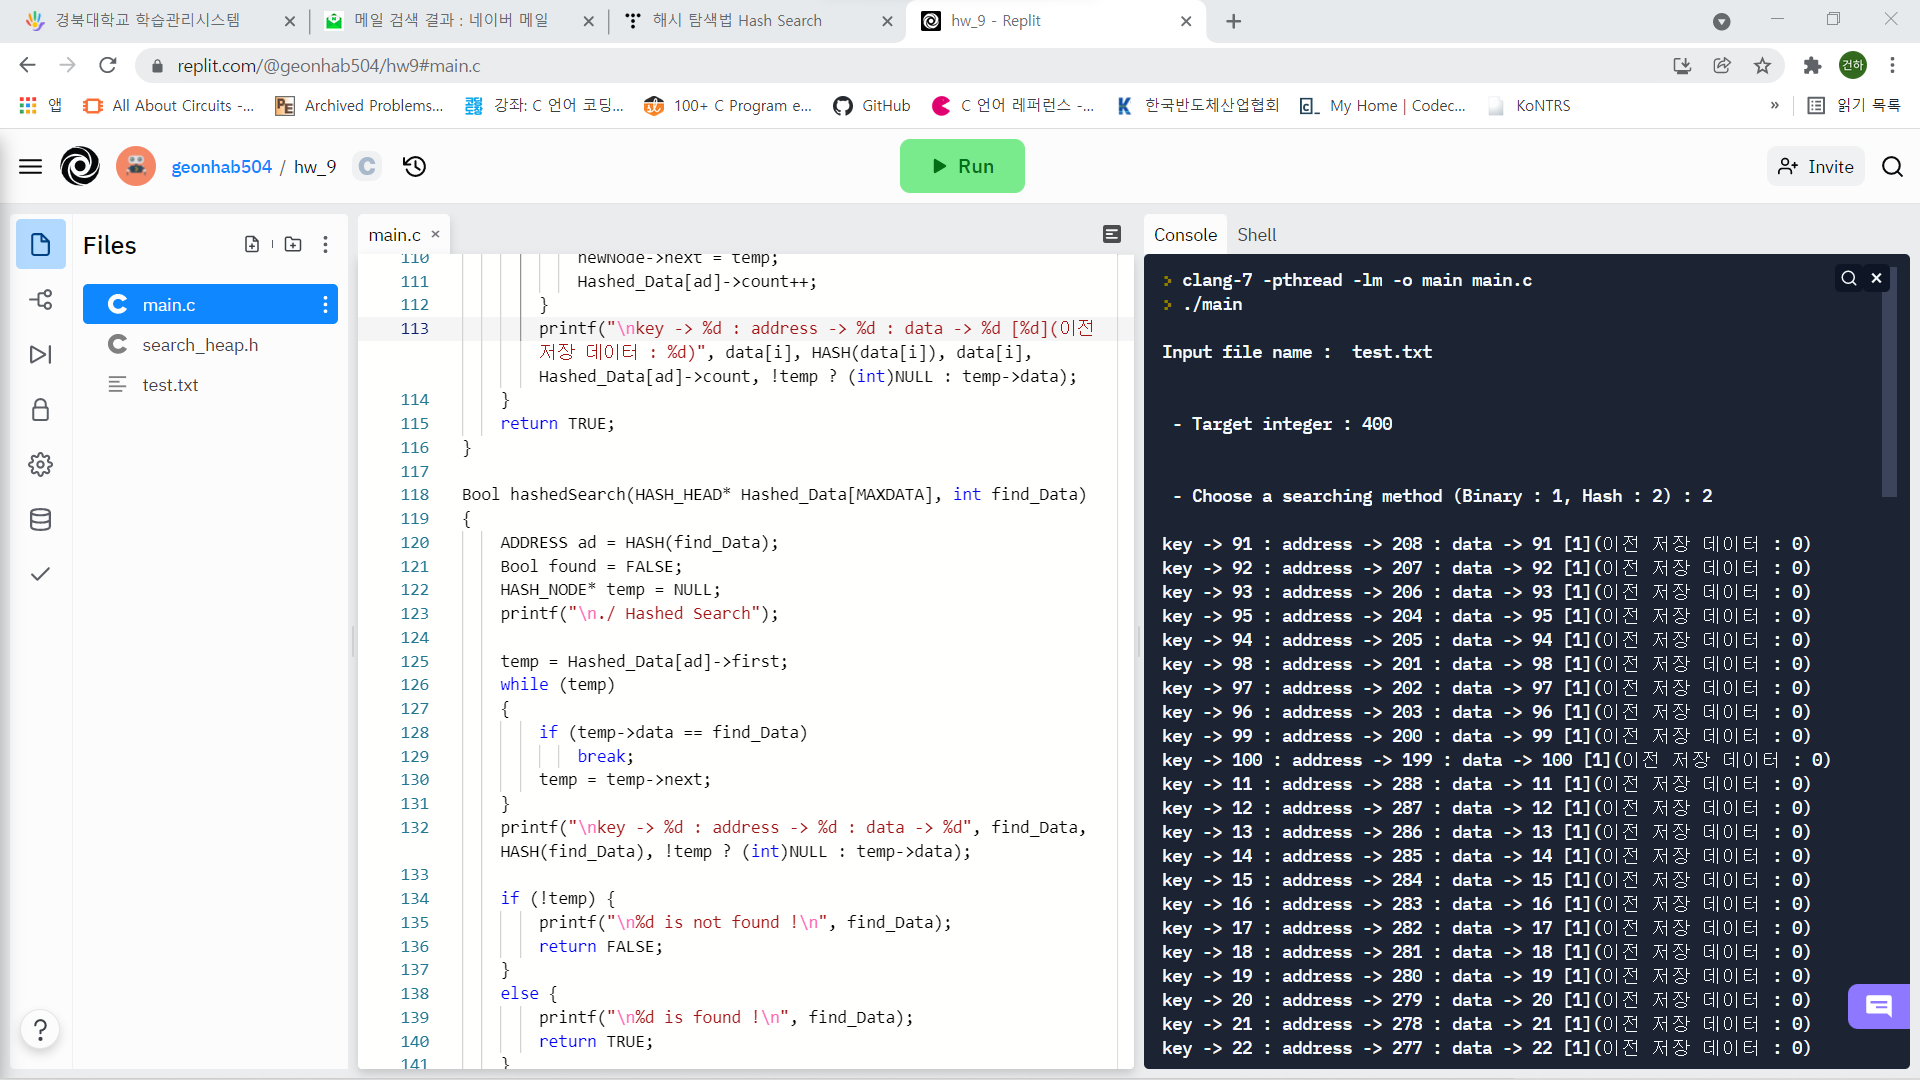 경북대학교 학습관리시스템
메일 검색 결과 : 네이버 메일
해시 탐색법 Hash Search
hw_9 - Replit
replit.com/@geonhab504/hw9#main.c
건하
앱
All About Circuits -...
Archived Problems...
강좌: C 언어 코딩...
100+ C Program e...
GitHub
C 언어 레퍼런스 -...
한국반도체산업협회
My Home | Codec...
KoNTRS
»
읽기 목록
geonhab504 / hw_9
C
Run
Invite
Files
main.c
search_heap.h
test.txt
main.c
110 newNode->next = temp;
111 Hashed_Data[ad]->count++;
112 }
113 printf("\nkey -> %d : address -> %d : data -> %d [%d](이전
저장 데이터 : %d)", data[i], HASH(data[i]), data[i],
Hashed_Data[ad]->count, !temp ? (int)NULL : temp->data);
114 }
115 return TRUE;
116 }
117
118 Bool hashedSearch(HASH_HEAD* Hashed_Data[MAXDATA], int find_Data)
119 {
120 ADDRESS ad = HASH(find_Data);
121 Bool found = FALSE;
122 HASH_NODE* temp = NULL;
123 printf("\n./ Hashed Search");
124
125 temp = Hashed_Data[ad]->first;
126 while (temp)
127 {
128 if (temp->data == find_Data)
129 break;
130 temp = temp->next;
131 }
132 printf("\nkey -> %d : address -> %d : data -> %d", find_Data,
HASH(find_Data), !temp ? (int)NULL : temp->data);
133
134 if (!temp) {
135 printf("\n%d is not found !\n", find_Data);
136 return FALSE;
137 }
138 else {
139 printf("\n%d is found !\n", find_Data);
140 return TRUE;
141 }
Console
Shell
> clang-7 -pthread -lm -o main main.c
> ./main
Input file name :  test.txt
- Target integer : 400
- Choose a searching method (Binary : 1, Hash : 2) : 2
key -> 91 : address -> 208 : data -> 91 [1](이전 저장 데이터 : 0)
key -> 92 : address -> 207 : data -> 92 [1](이전 저장 데이터 : 0)
key -> 93 : address -> 206 : data -> 93 [1](이전 저장 데이터 : 0)
key -> 95 : address -> 204 : data -> 95 [1](이전 저장 데이터 : 0)
key -> 94 : address -> 205 : data -> 94 [1](이전 저장 데이터 : 0)
key -> 98 : address -> 201 : data -> 98 [1](이전 저장 데이터 : 0)
key -> 97 : address -> 202 : data -> 97 [1](이전 저장 데이터 : 0)
key -> 96 : address -> 203 : data -> 96 [1](이전 저장 데이터 : 0)
key -> 99 : address -> 200 : data -> 99 [1](이전 저장 데이터 : 0)
key -> 100 : address -> 199 : data -> 100 [1](이전 저장 데이터 : 0)
key -> 11 : address -> 288 : data -> 11 [1](이전 저장 데이터 : 0)
key -> 12 : address -> 287 : data -> 12 [1](이전 저장 데이터 : 0)
key -> 13 : address -> 286 : data -> 13 [1](이전 저장 데이터 : 0)
key -> 14 : address -> 285 : data -> 14 [1](이전 저장 데이터 : 0)
key -> 15 : address -> 284 : data -> 15 [1](이전 저장 데이터 : 0)
key -> 16 : address -> 283 : data -> 16 [1](이전 저장 데이터 : 0)
key -> 17 : address -> 282 : data -> 17 [1](이전 저장 데이터 : 0)
key -> 18 : address -> 281 : data -> 18 [1](이전 저장 데이터 : 0)
key -> 19 : address -> 280 : data -> 19 [1](이전 저장 데이터 : 0)
key -> 20 : address -> 279 : data -> 20 [1](이전 저장 데이터 : 0)
key -> 21 : address -> 278 : data -> 21 [1](이전 저장 데이터 : 0)
key -> 22 : address -> 277 : data -> 22 [1](이전 저장 데이터 : 0)
?